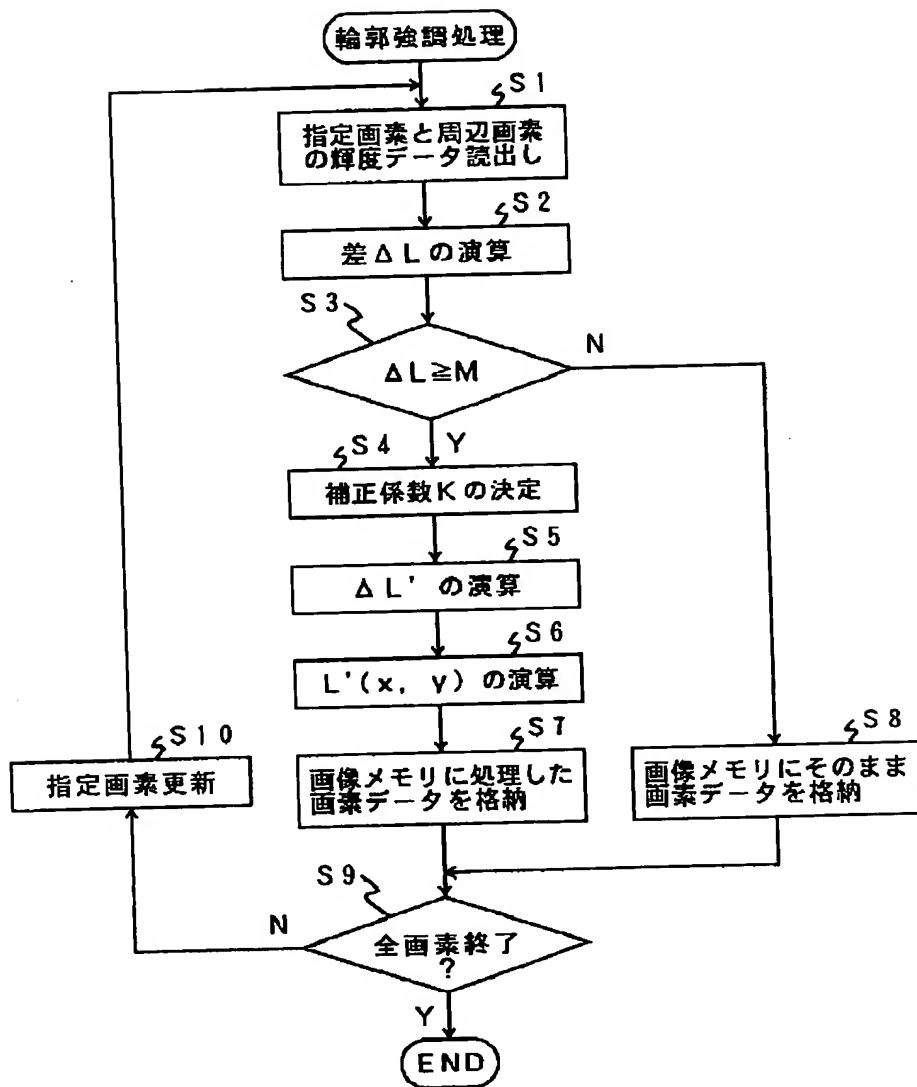 輪郭強調処理
S1
指定画素と周辺画素
の輝度データ読出し
S2
差ΔLの演算
S3
ΔL≧M
N
Y
S4
補正係数Kの決定
S5
ΔL'の演算
S6
L'(x, y)の演算
S7
画像メモリに処理した
画素データを格納
S8
画像メモリにそのまま
画素データを格納
S10
指定画素更新
S9
N
全画素終了
?
Y
END